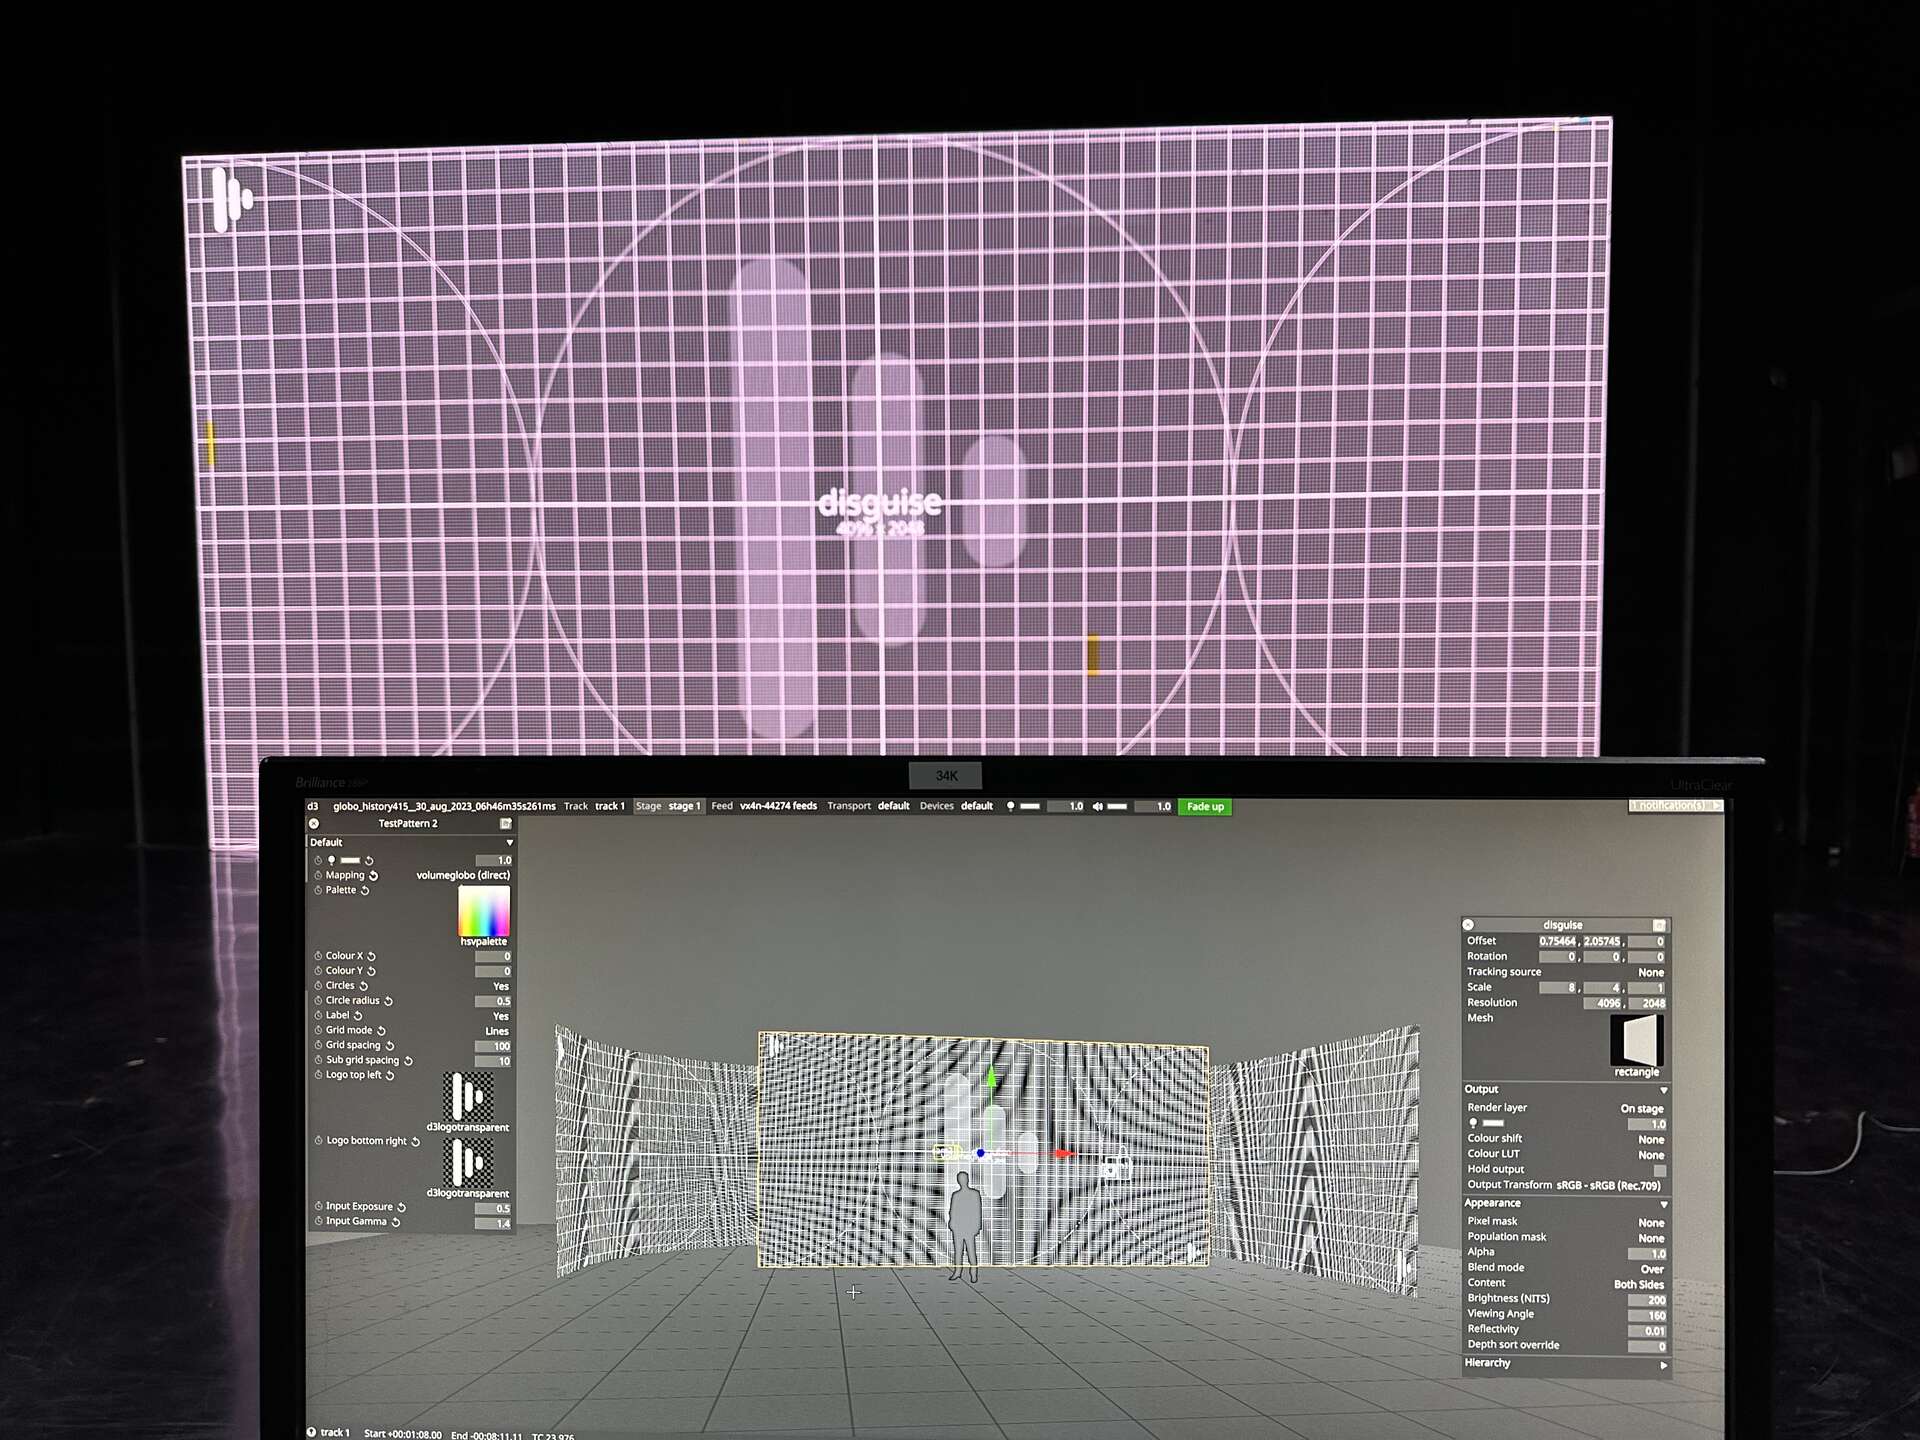 disguise
4096 x 2048
Brilliance
34K
UltraClear
d3 globo_history415__30_aug_2023_06h46m35s261ms Track track 1 Stage stage 1 Feed vx4n-44274 feeds Transport default Devices default 1.0 1.0 Fade up
1 notification(s)
TestPattern 2
Default
1.0
Mapping volumeglobo (direct)
Palette
hsvpalette
Colour X 0
Colour Y 0
Circles Yes
Circle radius 0.5
Label Yes
Grid mode Lines
Grid spacing 100
Sub grid spacing 10
Logo top left
d3logotransparent
Logo bottom right
d3logotransparent
Input Exposure 0.5
Input Gamma 1.4
disguise
Offset 0.75464, 2.05745, 0
Rotation 0, 0, 0
Tracking source None
Scale 8, 4, 1
Resolution 4096, 2048
Mesh
rectangle
Output
Render layer On stage
1.0
Colour shift None
Colour LUT None
Hold output
Output Transform sRGB - sRGB (Rec.709)
Appearance
Pixel mask None
Population mask None
Alpha 1.0
Blend mode Over
Content Both Sides
Brightness (NITS) 200
Viewing Angle 160
Reflectivity 0.01
Depth sort override 0
Hierarchy
track 1 Start +00:01:08.00 End -00:08:11.11 TC 23.976